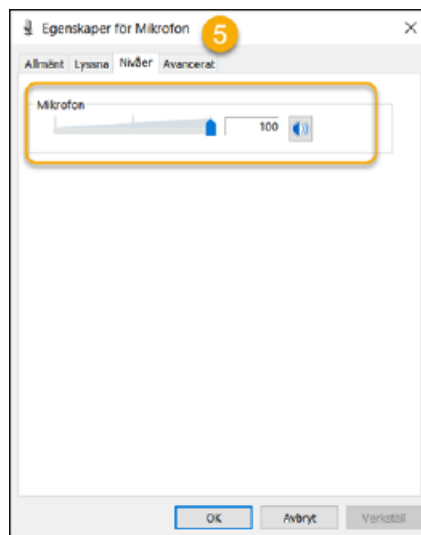 Egenskaper för Mikrofon
5
Allmänt Lyssna Nivåer Avancerat
Mikrofon
100
OK Avbryt Verkställ